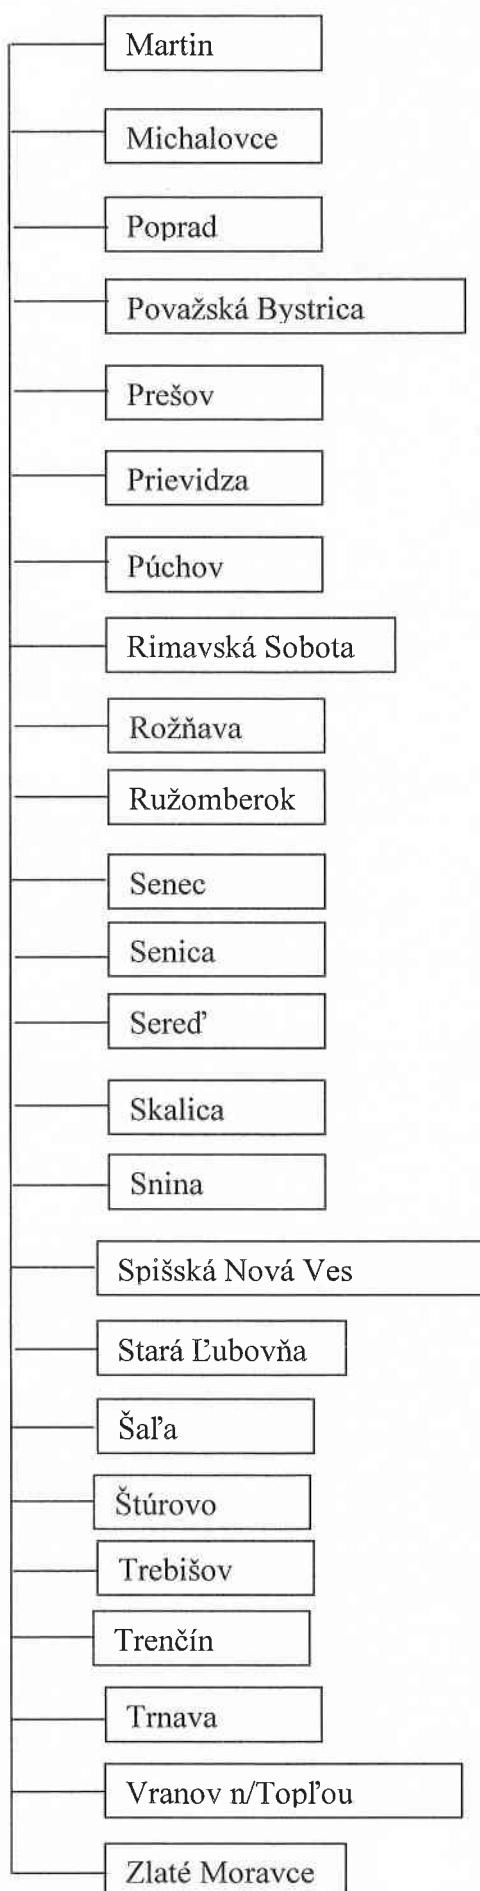 Martin
Michalovce
Poprad
Považská Bystrica
Prešov
Prievidza
Púchov
Rimavská Sobota
Rožňava
Ružomberok
Senec
Senica
Sereď
Skalica
Snina
Spišská Nová Ves
Stará Ľubovňa
Šaľa
Štúrovo
Trebišov
Trenčín
Trnava
Vranov n/Topľou
Zlaté Moravce